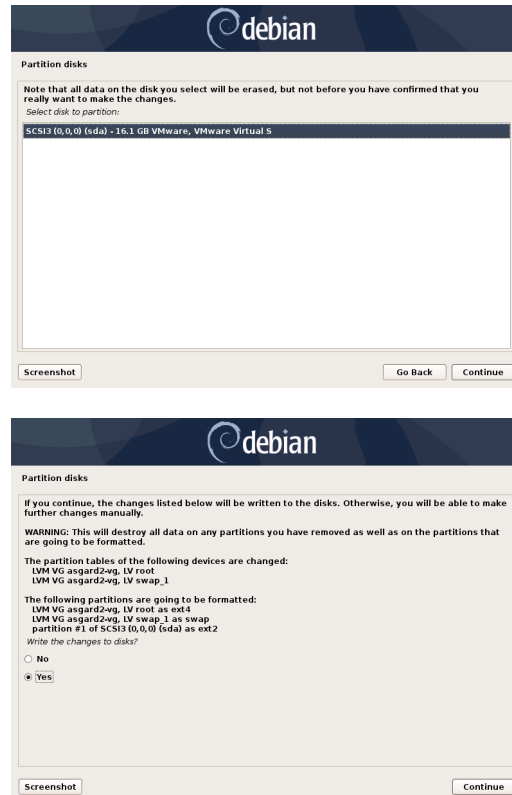 debian
Partition disks
Note that all data on the disk you select will be erased, but not before you have confirmed that you
really want to make the changes.
Select disk to partition:
SCSI3 (0,0,0) (sda) - 16.1 GB VMware, VMware Virtual S
Screenshot
Go Back
Continue
debian
Partition disks
If you continue, the changes listed below will be written to the disks. Otherwise, you will be able to make
further changes manually.
WARNING: This will destroy all data on any partitions you have removed as well as on the partitions that
are going to be formatted.
The partition tables of the following devices are changed:
LVM VG asgard2-vg, LV root
LVM VG asgard2-vg, LV swap_1
The following partitions are going to be formatted:
LVM VG asgard2-vg, LV root as ext4
LVM VG asgard2-vg, LV swap_1 as swap
partition #1 of SCSI3 (0,0,0) (sda) as ext2
Write the changes to disks?
No
Yes
Screenshot
Continue